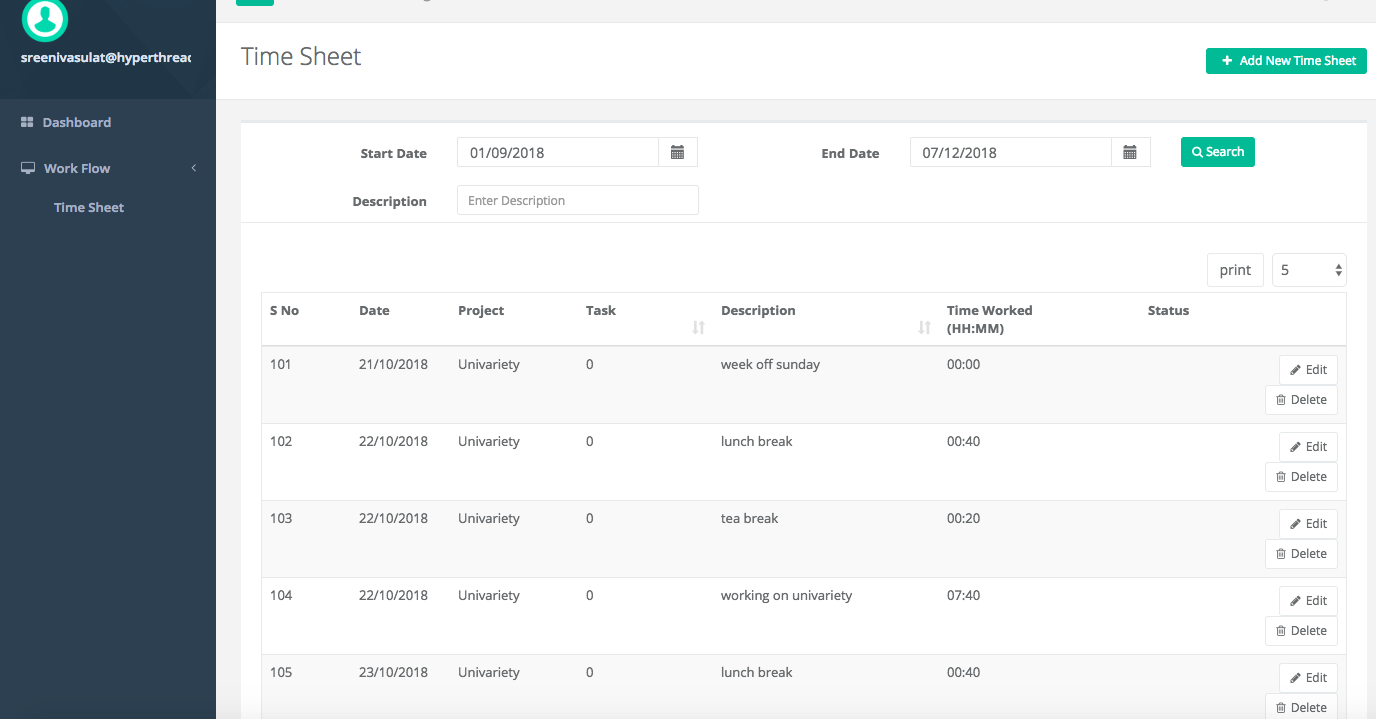 sreenivasulat@hyperthread
Time Sheet
+ Add New Time Sheet
Dashboard
Work Flow
Time Sheet
Start Date 01/09/2018 End Date 07/12/2018 Search
Description Enter Description
print 5
S No Date Project Task Description Time Worked (HH:MM) Status
101 21/10/2018 Univariety 0 week off sunday 00:00 Edit
Delete
102 22/10/2018 Univariety 0 lunch break 00:40 Edit
Delete
103 22/10/2018 Univariety 0 tea break 00:20 Edit
Delete
104 22/10/2018 Univariety 0 working on univariety 07:40 Edit
Delete
105 23/10/2018 Univariety 0 lunch break 00:40 Edit
Delete